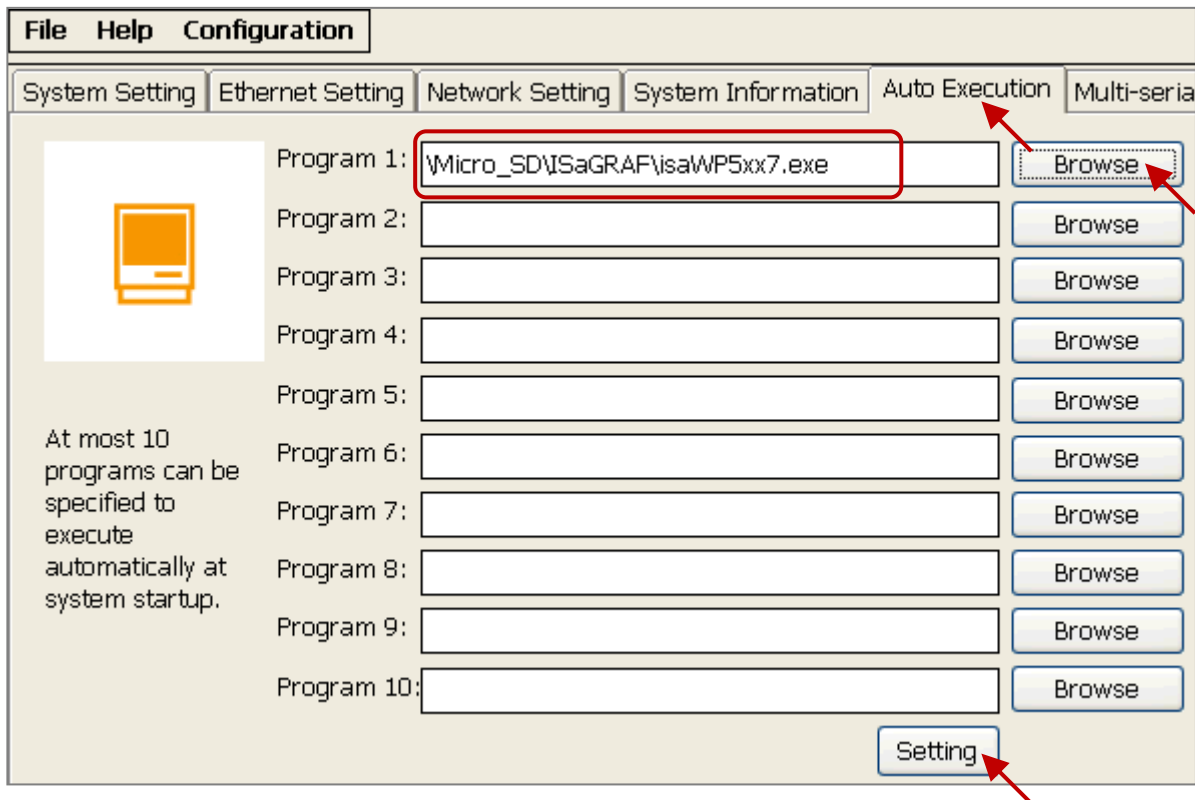 File Help Configuration
System Setting Ethernet Setting Network Setting System Information Auto Execution Multi-seria
Program 1: \Micro_SD\ISaGRAF\isaWP5xx7.exe Browse
Program 2: Browse
Program 3: Browse
Program 4: Browse
Program 5: Browse
Program 6: Browse
Program 7: Browse
Program 8: Browse
Program 9: Browse
Program 10: Browse
At most 10
programs can be
specified to
execute
automatically at
system startup.
Setting